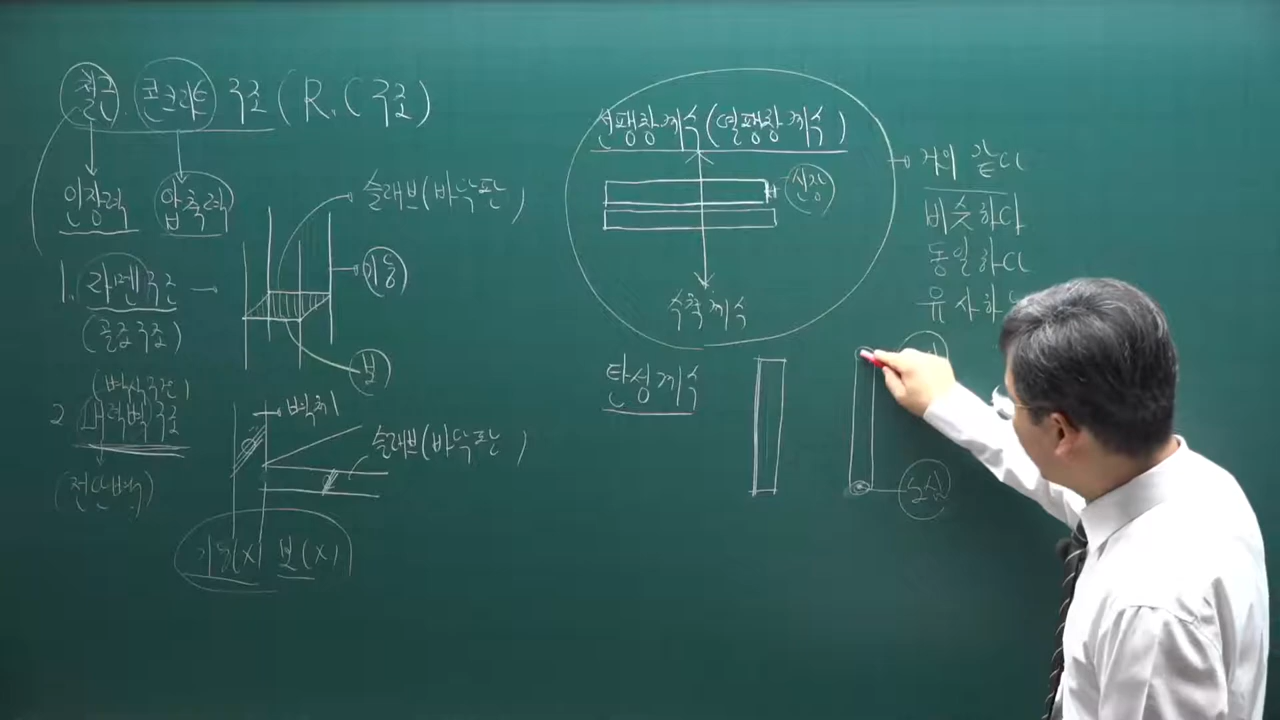 철근 콘크리트 구조(R.C구조)
인장력 압축력
슬래브(바닥판)
기둥
보
1. 라멘구조 →
(골조구조)
(벽식구조)
2. 내력벽구조
벽체
슬래브(바닥판)
기둥(X) 보(X)
선팽창계수(열팽창계수)
신장
수축계수
거의 같다
비슷하다
동일하다
유사하
탄성계수